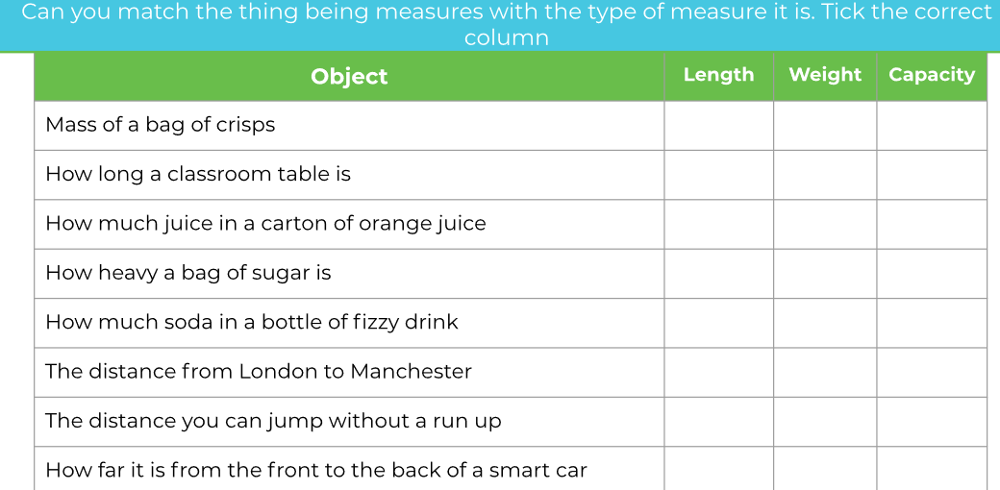 Can you match the thing being measures with the type of measure it is. Tick the correct
column
Object Length Weight Capacity
Mass of a bag of crisps
How long a classroom table is
How much juice in a carton of orange juice
How heavy a bag of sugar is
How much soda in a bottle of fizzy drink
The distance from London to Manchester
The distance you can jump without a run up
How far it is from the front to the back of a smart car